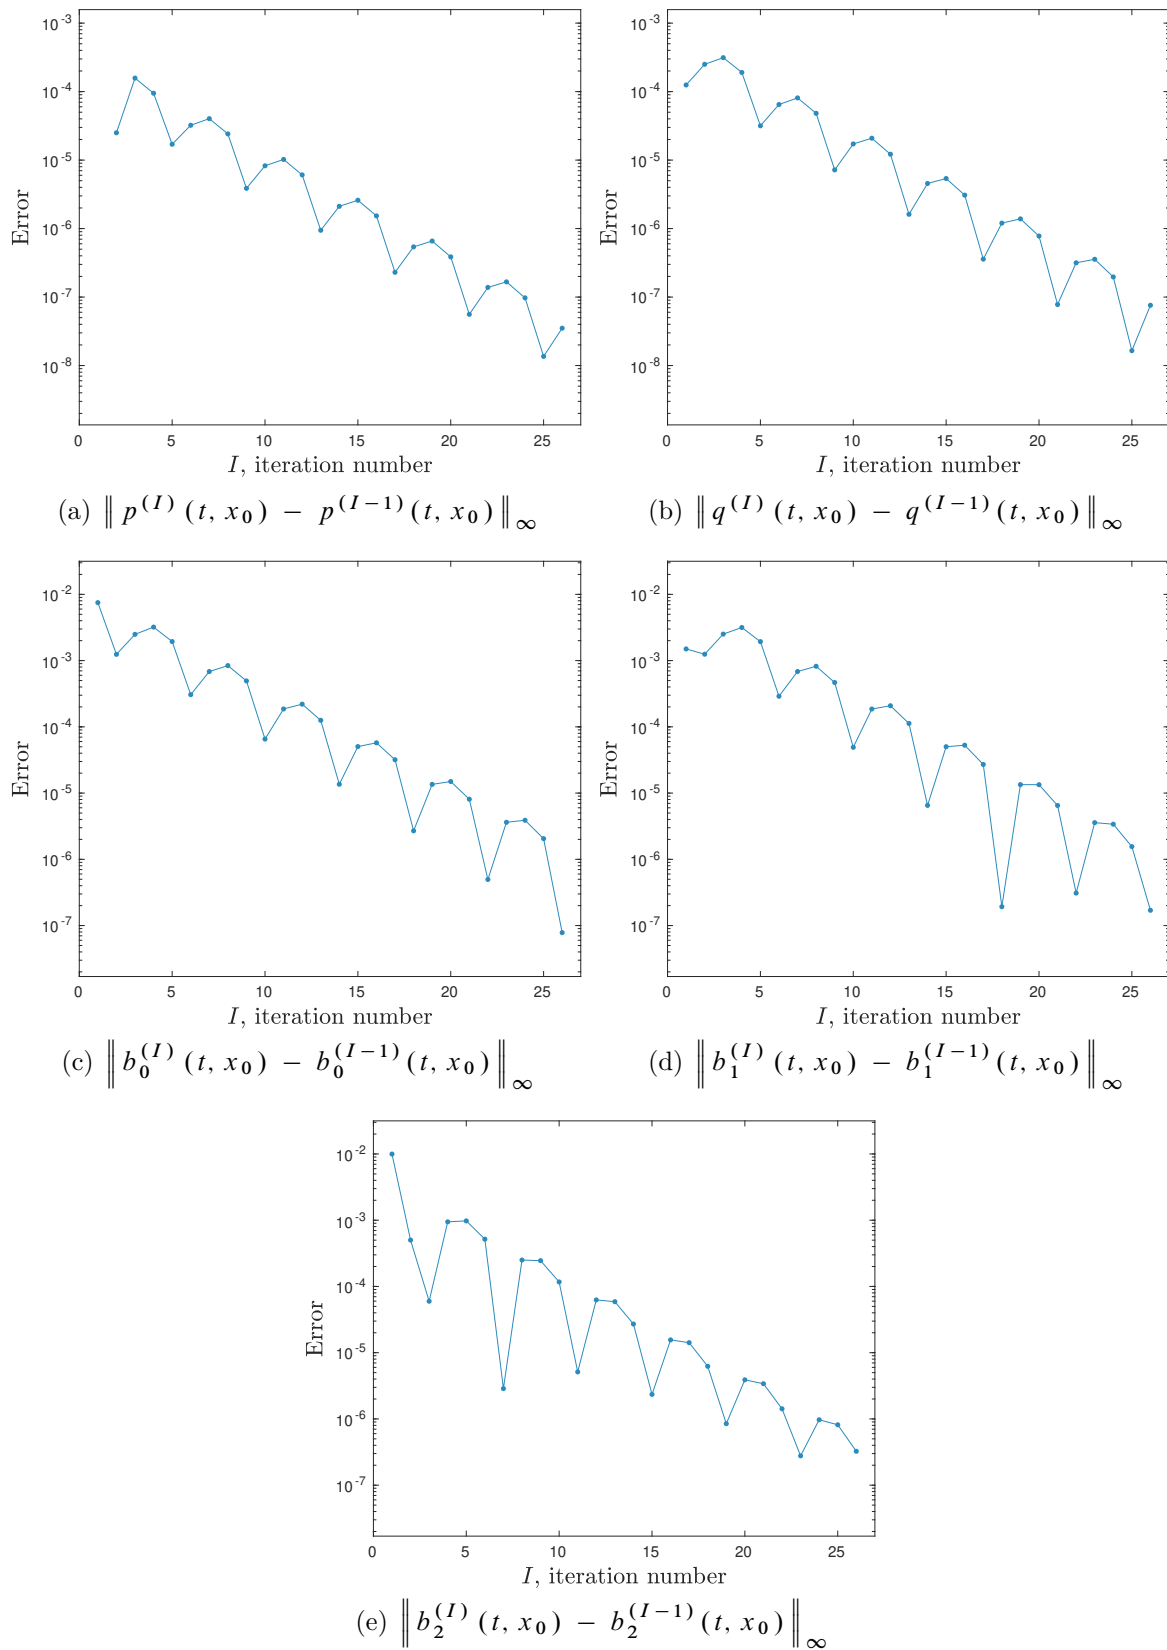 10^-3
10^-4
10^-5
10^-6
10^-7
10^-8
Error
0 5 10 15 20 25
I, iteration number
(a) ‖ p^(I) (t, x_0) − p^(I−1) (t, x_0) ‖_∞
10^-3
10^-4
10^-5
10^-6
10^-7
10^-8
Error
0 5 10 15 20 25
I, iteration number
(b) ‖ q^(I) (t, x_0) − q^(I−1) (t, x_0) ‖_∞
10^-2
10^-3
10^-4
10^-5
10^-6
10^-7
Error
0 5 10 15 20 25
I, iteration number
(c) ‖ b_0^(I) (t, x_0) − b_0^(I−1) (t, x_0) ‖_∞
10^-2
10^-3
10^-4
10^-5
10^-6
10^-7
Error
0 5 10 15 20 25
I, iteration number
(d) ‖ b_1^(I) (t, x_0) − b_1^(I−1) (t, x_0) ‖_∞
10^-2
10^-3
10^-4
10^-5
10^-6
10^-7
Error
0 5 10 15 20 25
I, iteration number
(e) ‖ b_2^(I) (t, x_0) − b_2^(I−1) (t, x_0) ‖_∞